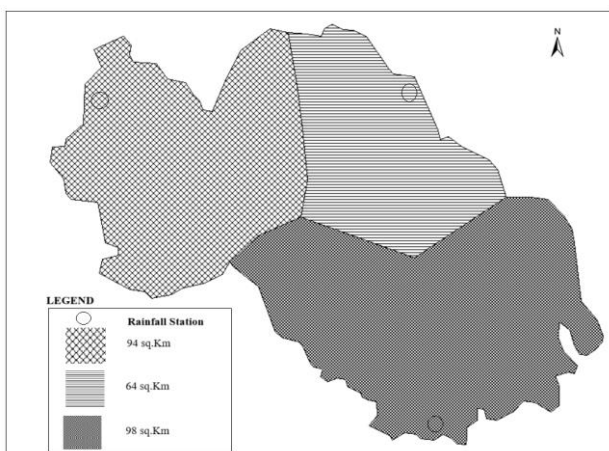 N
LEGEND
Rainfall Station
94 sq.Km
64 sq.Km
98 sq.Km